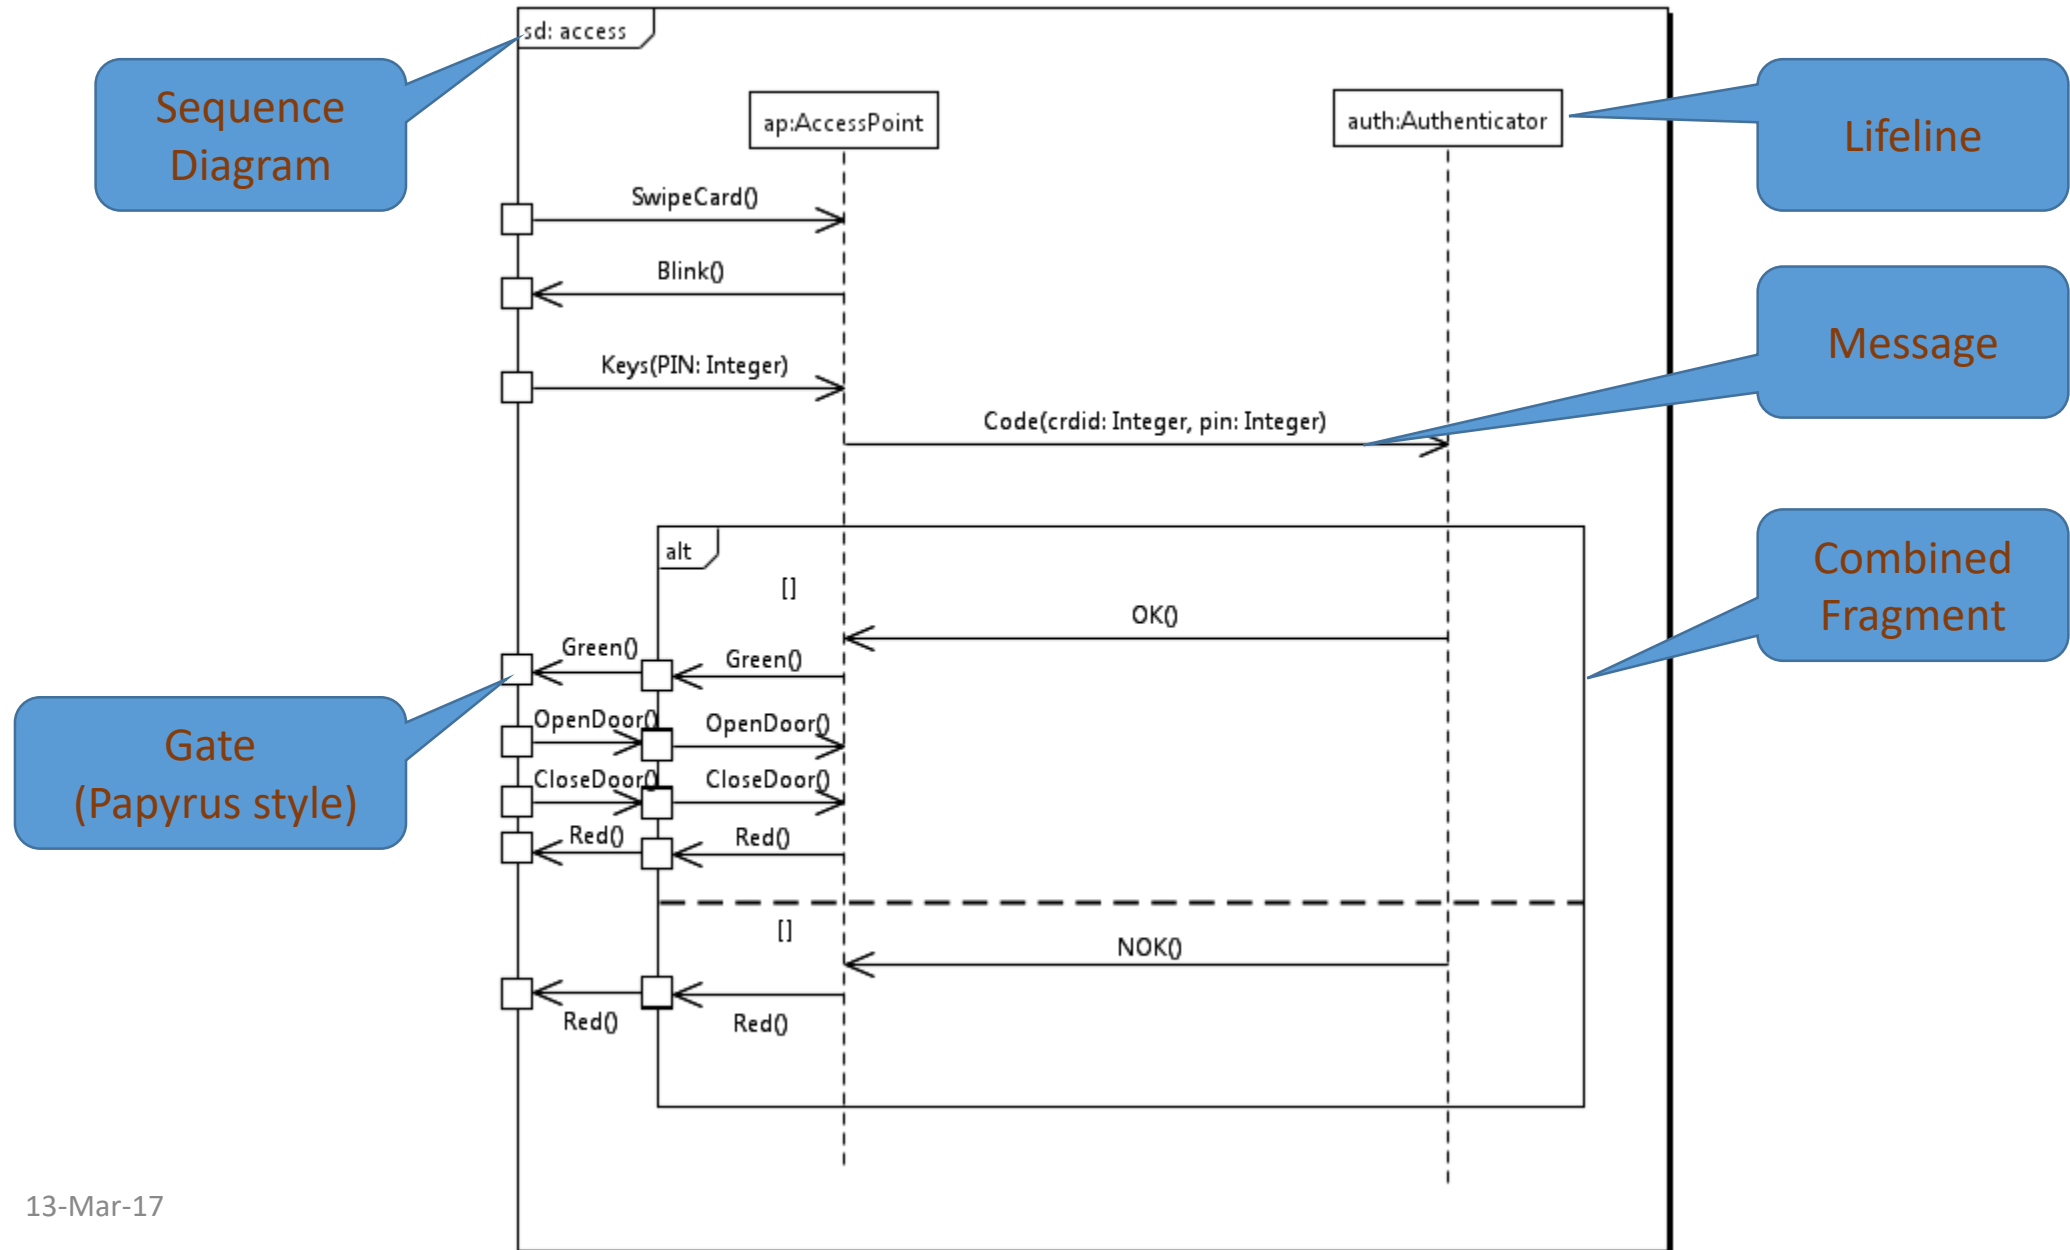 sd: access
Sequence
Diagram
ap:AccessPoint
auth:Authenticator
Lifeline
SwipeCard()
Blink()
Message
Keys(PIN: Integer)
Code(crdid: Integer, pin: Integer)
alt
[]
Combined
Fragment
OK()
Green()
Green()
Gate
(Papyrus style)
OpenDoor()
OpenDoor()
CloseDoor()
CloseDoor()
Red()
Red()
[]
NOK()
Red()
Red()
13-Mar-17